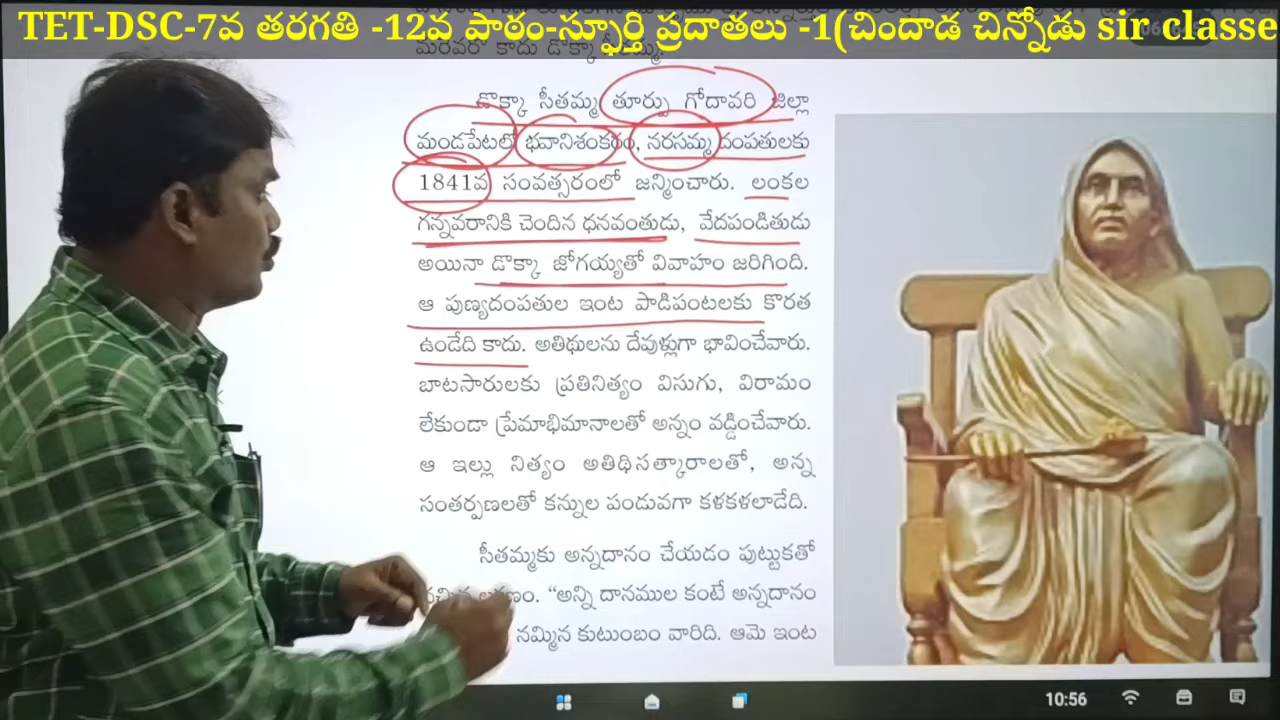 TET-DSC-7వ తరగతి -12వ పాఠం-స్ఫూర్తి ప్రదాతలు -1(చిందాడ చిన్నోడు sir classe
మరెవరో కాదు డొక్కా సీతమ్మ.
డొక్కా సీతమ్మ తూర్పు గోదావరి జిల్లా
మండపేటలో భవానిశంకరం, నరసమ్మ దంపతులకు
1841వ సంవత్సరంలో జన్మించారు. లంకల
గన్నవరానికి చెందిన ధనవంతుడు, వేదపండితుడు
అయినా డొక్కా జోగయ్యతో వివాహం జరిగింది.
ఆ పుణ్యదంపతుల ఇంట పాడిపంటలకు కొరత
ఉండేది కాదు. అతిథులను దేవుళ్లుగా భావించేవారు.
బాటసారులకు ప్రతినిత్యం విసుగు, విరామం
లేకుండా ప్రేమాభిమానాలతో అన్నం వడ్డించేవారు.
ఆ ఇల్లు నిత్యం అతిథిసత్కారాలతో, అన్న
సంతర్పణలతో కన్నుల పండువగా కళకళలాడేది.
సీతమ్మకు అన్నదానం చేయడం పుట్టుకతో
“అన్ని దానముల కంటే అన్నదానం
నమ్మిన కుటుంబం వారిది. ఆమె ఇంట
10:56